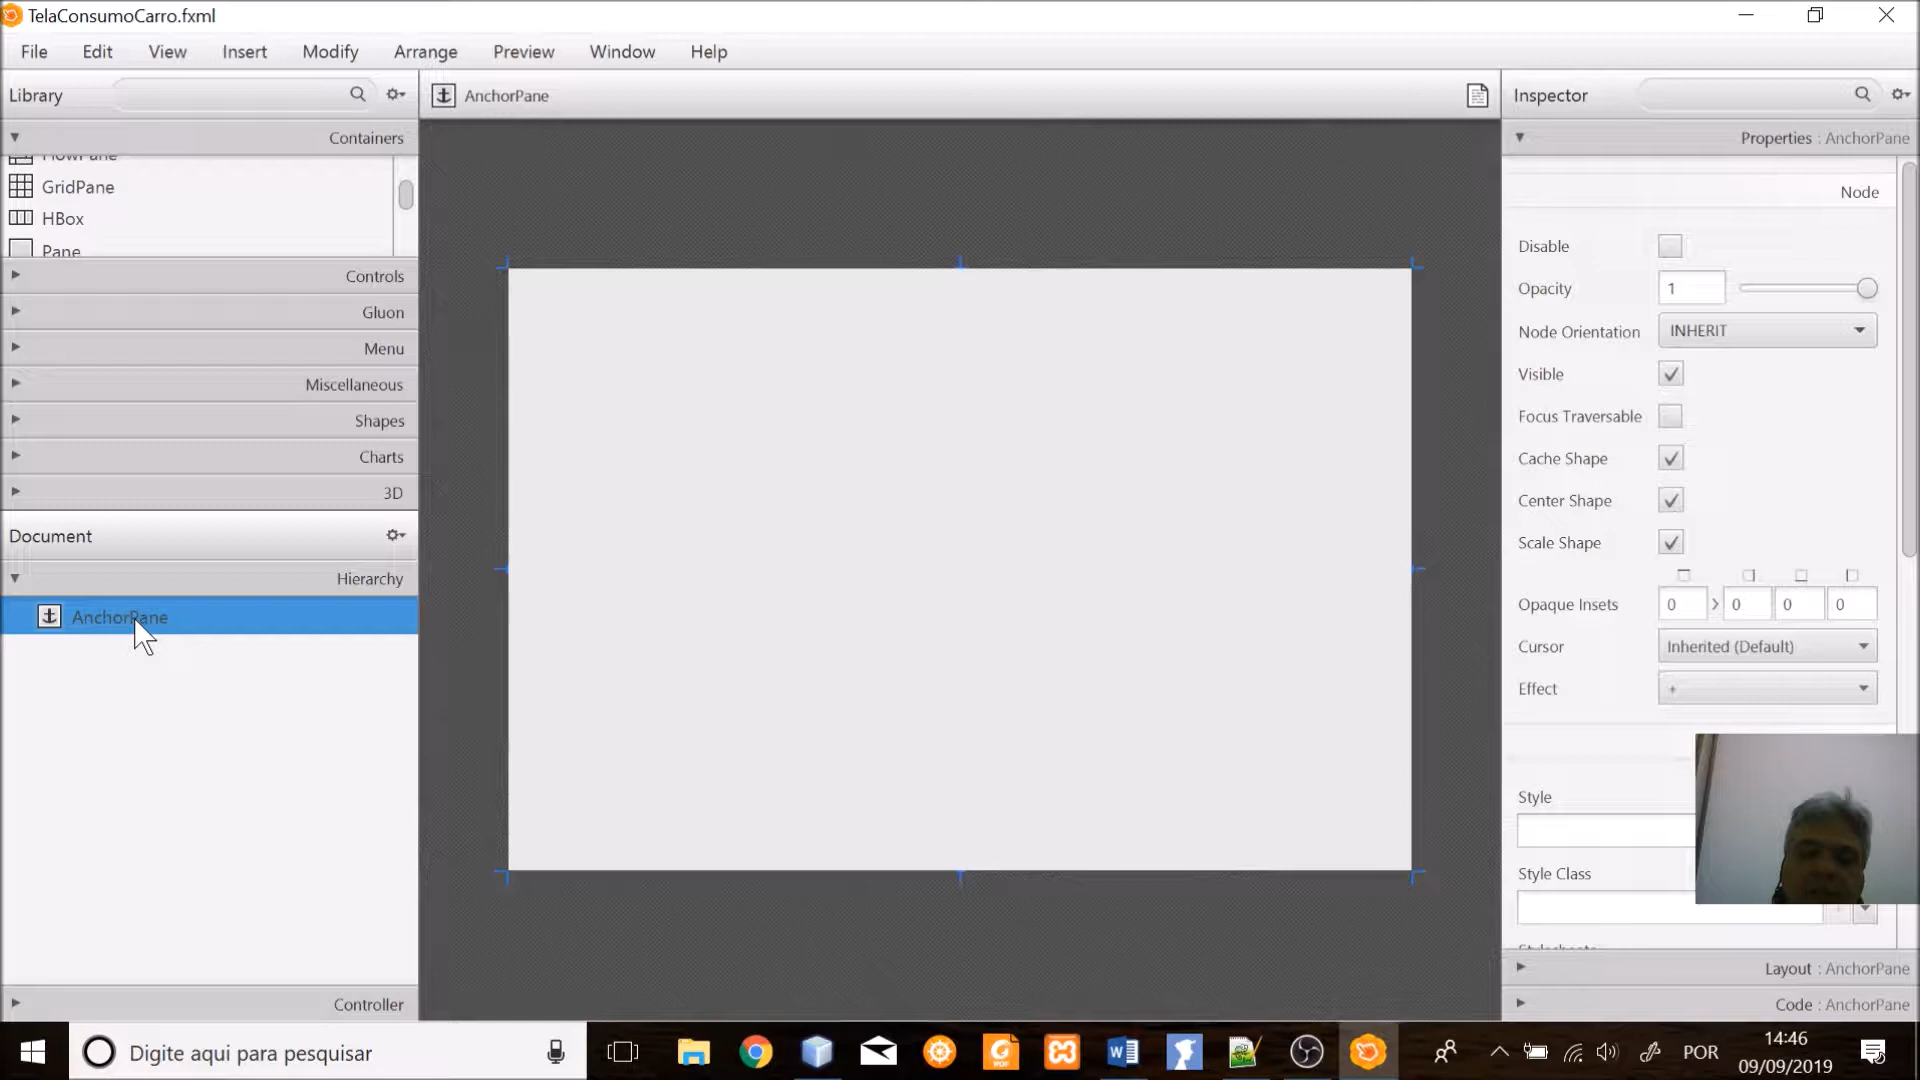 TelaConsumoCarro.fxml
File Edit View Insert Modify Arrange Preview Window Help
Library
AnchorPane
Inspector
Containers
Properties : AnchorPane
FlowPane
GridPane
HBox
Pane
Controls
Gluon
Menu
Miscellaneous
Shapes
Charts
3D
Document
Hierarchy
AnchorPane
Controller
Node
Disable
Opacity 1
Node Orientation INHERIT
Visible
Focus Traversable
Cache Shape
Center Shape
Scale Shape
Opaque Insets 0 0 0 0
Cursor Inherited (Default)
Effect +
Style
Style Class
Layout : AnchorPane
Code : AnchorPane
Digite aqui para pesquisar
POR
14:46
09/09/2019